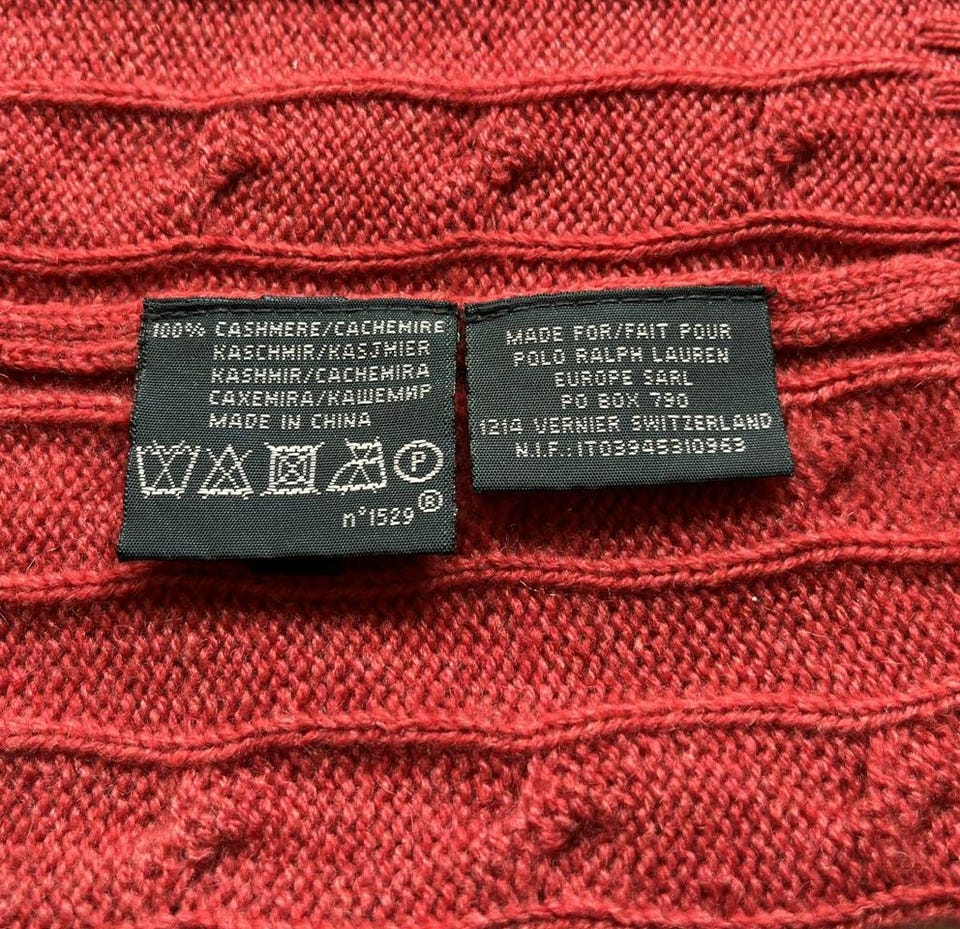 100% CASHMERE/CACHEMIRE
KASCHMIR/KASJMIER
KASHMIR/CACHEMIRA
CAXEMIRA/КАШЕМИР
MADE IN CHINA
P
n°1529 ®
MADE FOR/FAIT POUR
POLO RALPH LAUREN
EUROPE SARL
PO BOX 790
1214 VERNIER SWITZERLAND
N.I.F.: IT03945310963